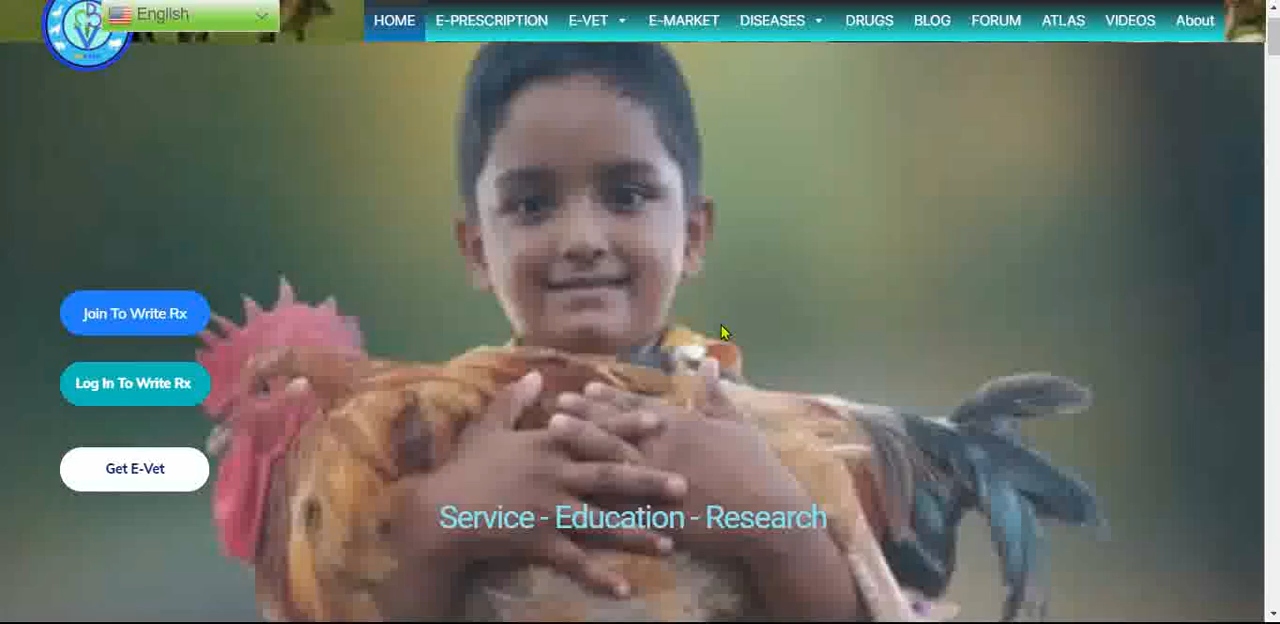 English
HOME E-PRESCRIPTION E-VET E-MARKET DISEASES DRUGS BLOG FORUM ATLAS VIDEOS About
Join To Write Rx
Log In To Write Rx
Get E-Vet
Service - Education - Research